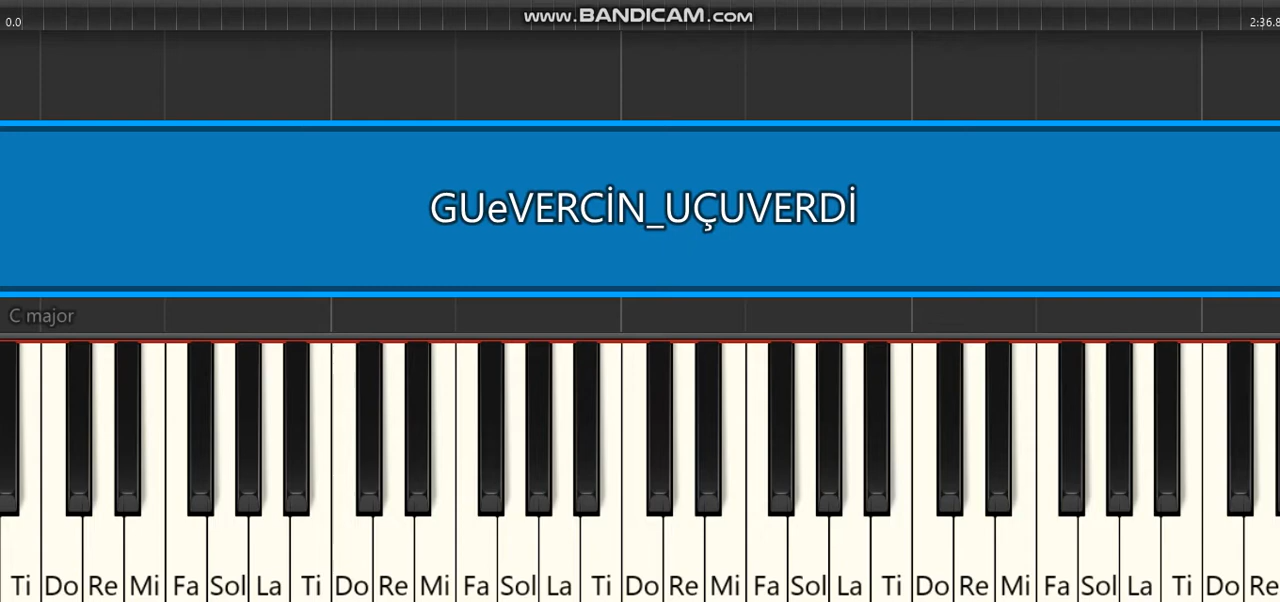 www.BANDICAM.com
0.0
2:36.8
GUeVERCİN_UÇUVERDİ
C major
Ti Do Re Mi Fa Sol La Ti Do Re Mi Fa Sol La Ti Do Re Mi Fa Sol La Ti Do Re Mi Fa Sol La Ti Do Re